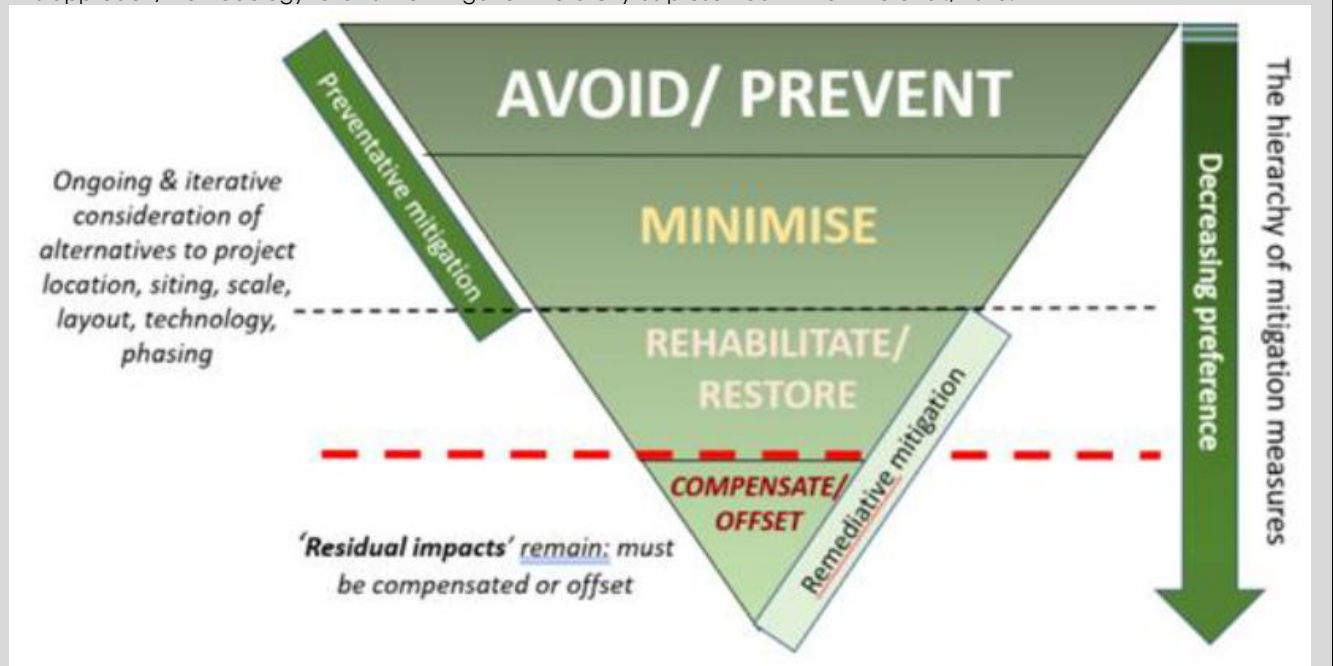 AVOID/ PREVENT
Preventative mitigation
MINIMISE
Ongoing & iterative
consideration of
alternatives to project
location, siting, scale,
layout, technology,
phasing
REHABILITATE/
RESTORE
COMPENSATE/
OFFSET
Remediative mitigation
‘Residual impacts’ remain: must
be compensated or offset
Decreasing preference
The hierarchy of mitigation measures